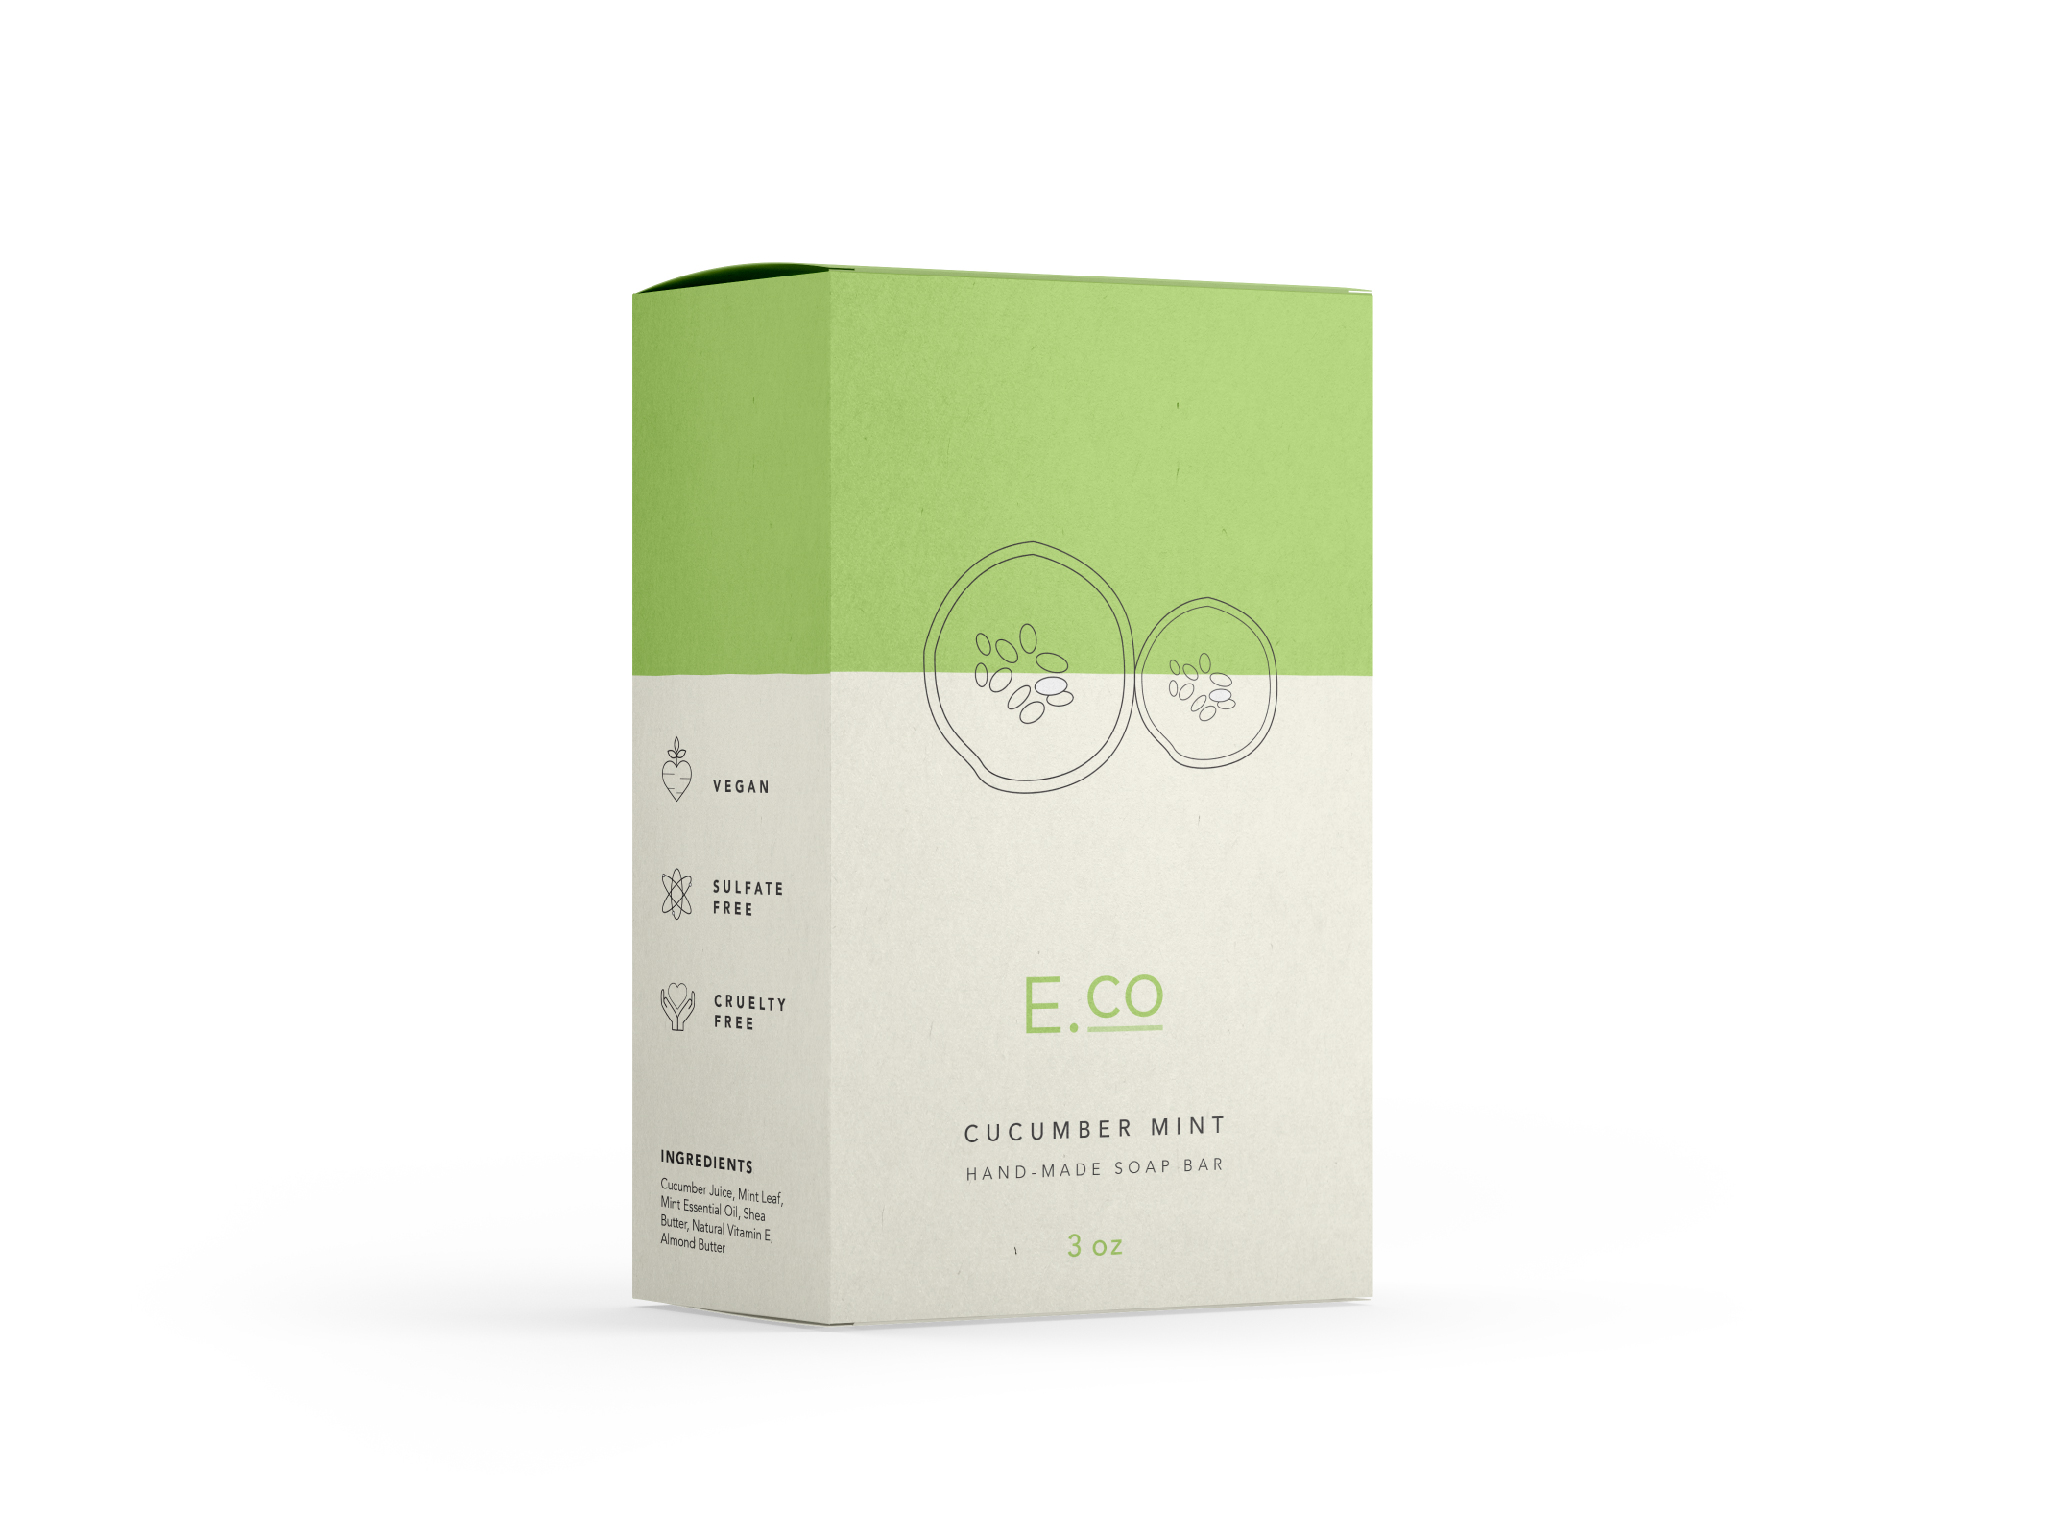 VEGAN
SULFATE
FREE
CRUELTY
FREE
INGREDIENTS
Cucumber Juice, Mint Leaf,
Mint Essential Oil, Shea
Butter, Natural Vitamin E,
Almond Butter
E.CO
CUCUMBER MINT
HAND-MADE SOAP BAR
3 oz